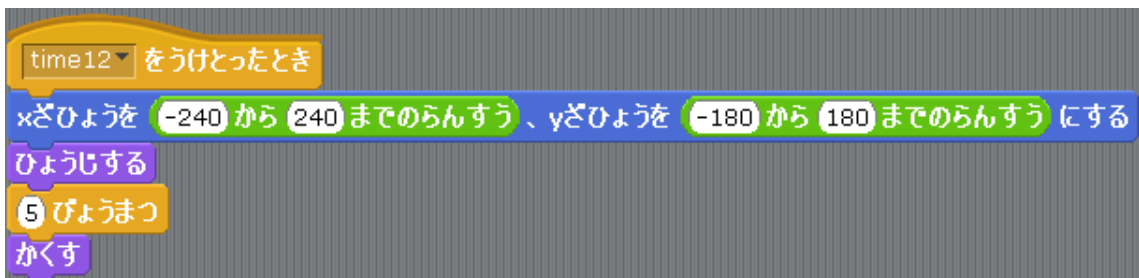 time12 をうけとったとき
xざひょうを -240 から 240 までのらんすう 、yざひょうを -180 から 180 までのらんすう にする
ひょうじする
5 びょうまつ
かくす